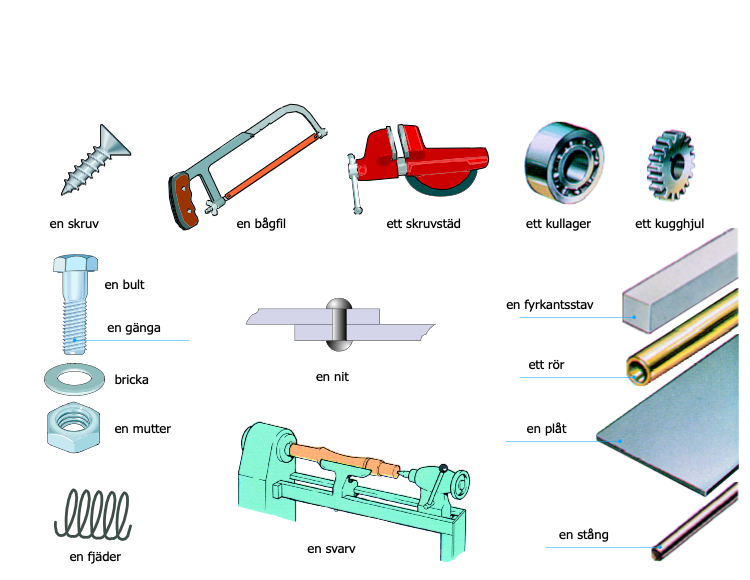 en skruv
en bågfil
ett skruvstäd
ett kullager
ett kugghjul
en bult
en gänga
bricka
en mutter
en nit
en fyrkantsstav
ett rör
en plåt
en fjäder
en svarv
en stång